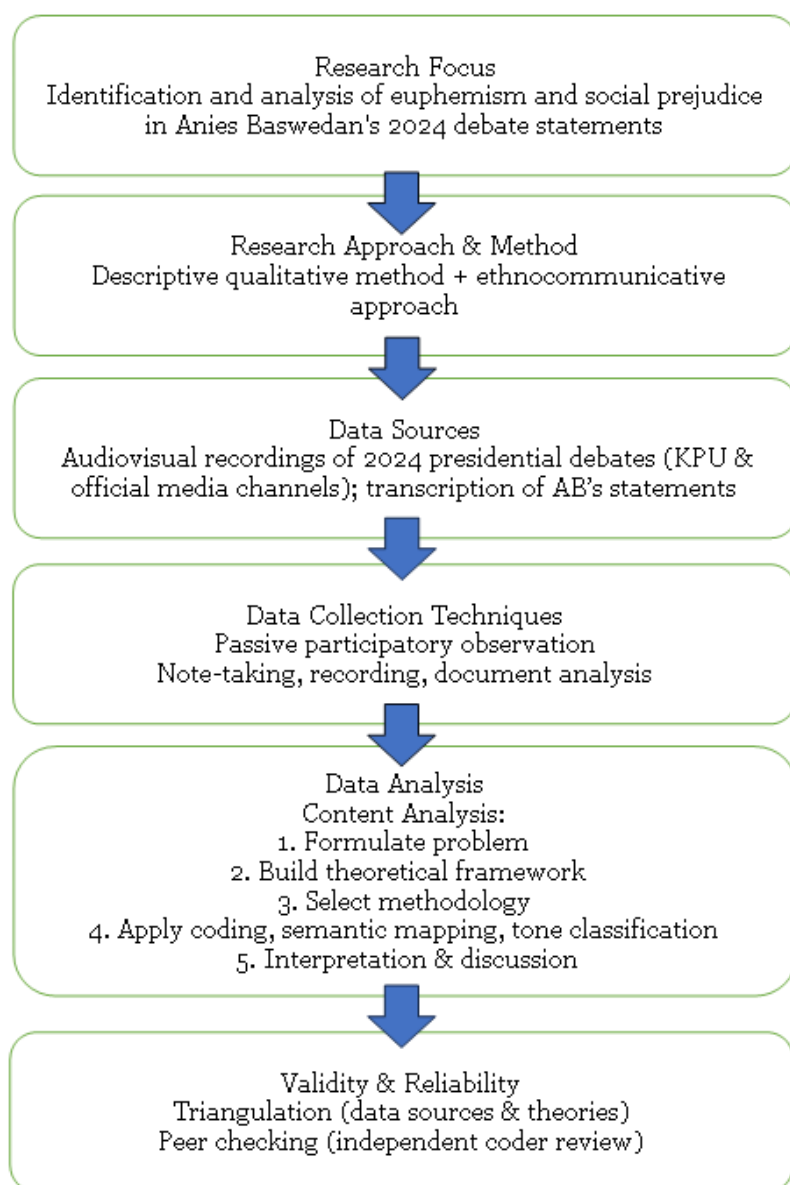 Research Focus
Identification and analysis of euphemism and social prejudice
in Anies Baswedan's 2024 debate statements
Research Approach & Method
Descriptive qualitative method + ethnocommunicative
approach
Data Sources
Audiovisual recordings of 2024 presidential debates (KPU &
official media channels); transcription of AB's statements
Data Collection Techniques
Passive participatory observation
Note-taking, recording, document analysis
Data Analysis
Content Analysis:
1. Formulate problem
2. Build theoretical framework
3. Select methodology
4. Apply coding, semantic mapping, tone classification
5. Interpretation & discussion
Validity & Reliability
Triangulation (data sources & theories)
Peer checking (independent coder review)